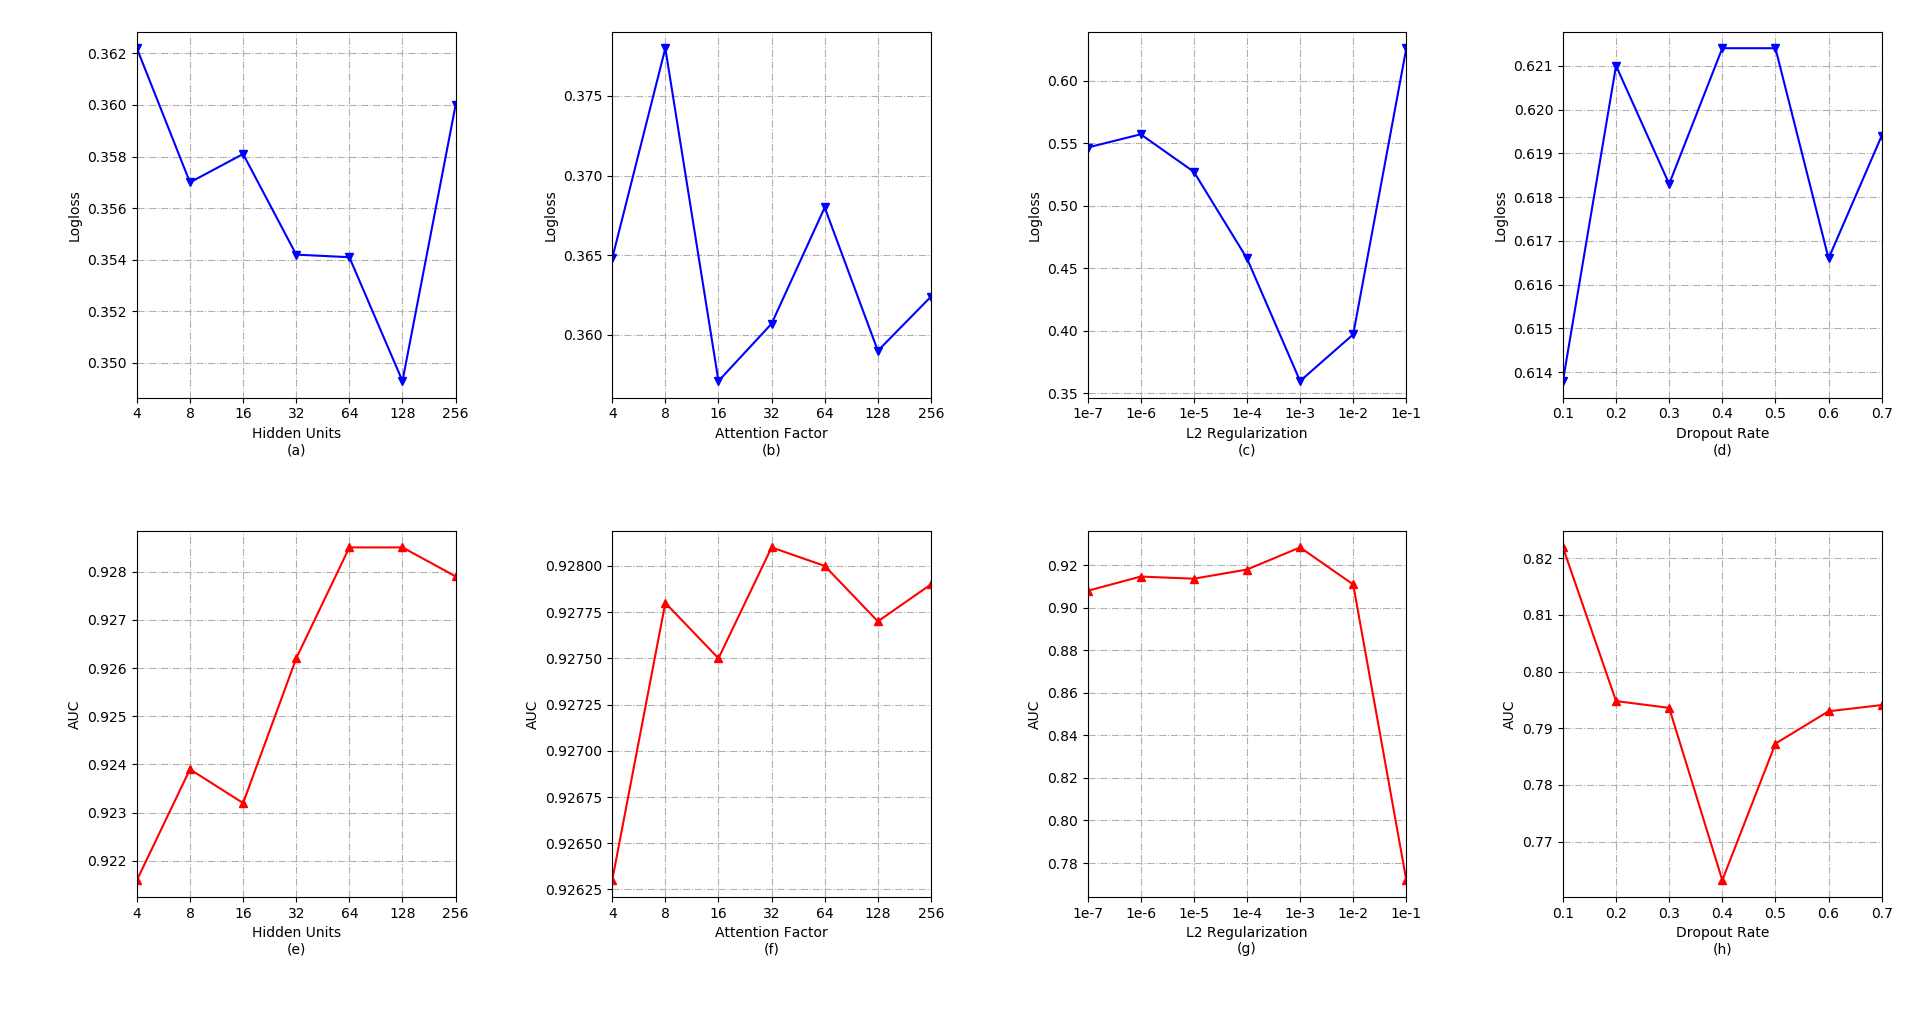 0.362
0.360
0.358
0.356
0.354
0.352
0.350
Logloss
4 8 16 32 64 128 256
Hidden Units
(a)
0.375
0.370
0.365
0.360
Logloss
4 8 16 32 64 128 256
Attention Factor
(b)
0.60
0.55
0.50
0.45
0.40
0.35
Logloss
1e-7 1e-6 1e-5 1e-4 1e-3 1e-2 1e-1
L2 Regularization
(c)
0.621
0.620
0.619
0.618
0.617
0.616
0.615
0.614
Logloss
0.1 0.2 0.3 0.4 0.5 0.6 0.7
Dropout Rate
(d)
0.928
0.927
0.926
0.925
0.924
0.923
0.922
AUC
4 8 16 32 64 128 256
Hidden Units
(e)
0.92800
0.92775
0.92750
0.92725
0.92700
0.92675
0.92650
0.92625
AUC
4 8 16 32 64 128 256
Attention Factor
(f)
0.92
0.90
0.88
0.86
0.84
0.82
0.80
0.78
AUC
1e-7 1e-6 1e-5 1e-4 1e-3 1e-2 1e-1
L2 Regularization
(g)
0.82
0.81
0.80
0.79
0.78
0.77
AUC
0.1 0.2 0.3 0.4 0.5 0.6 0.7
Dropout Rate
(h)